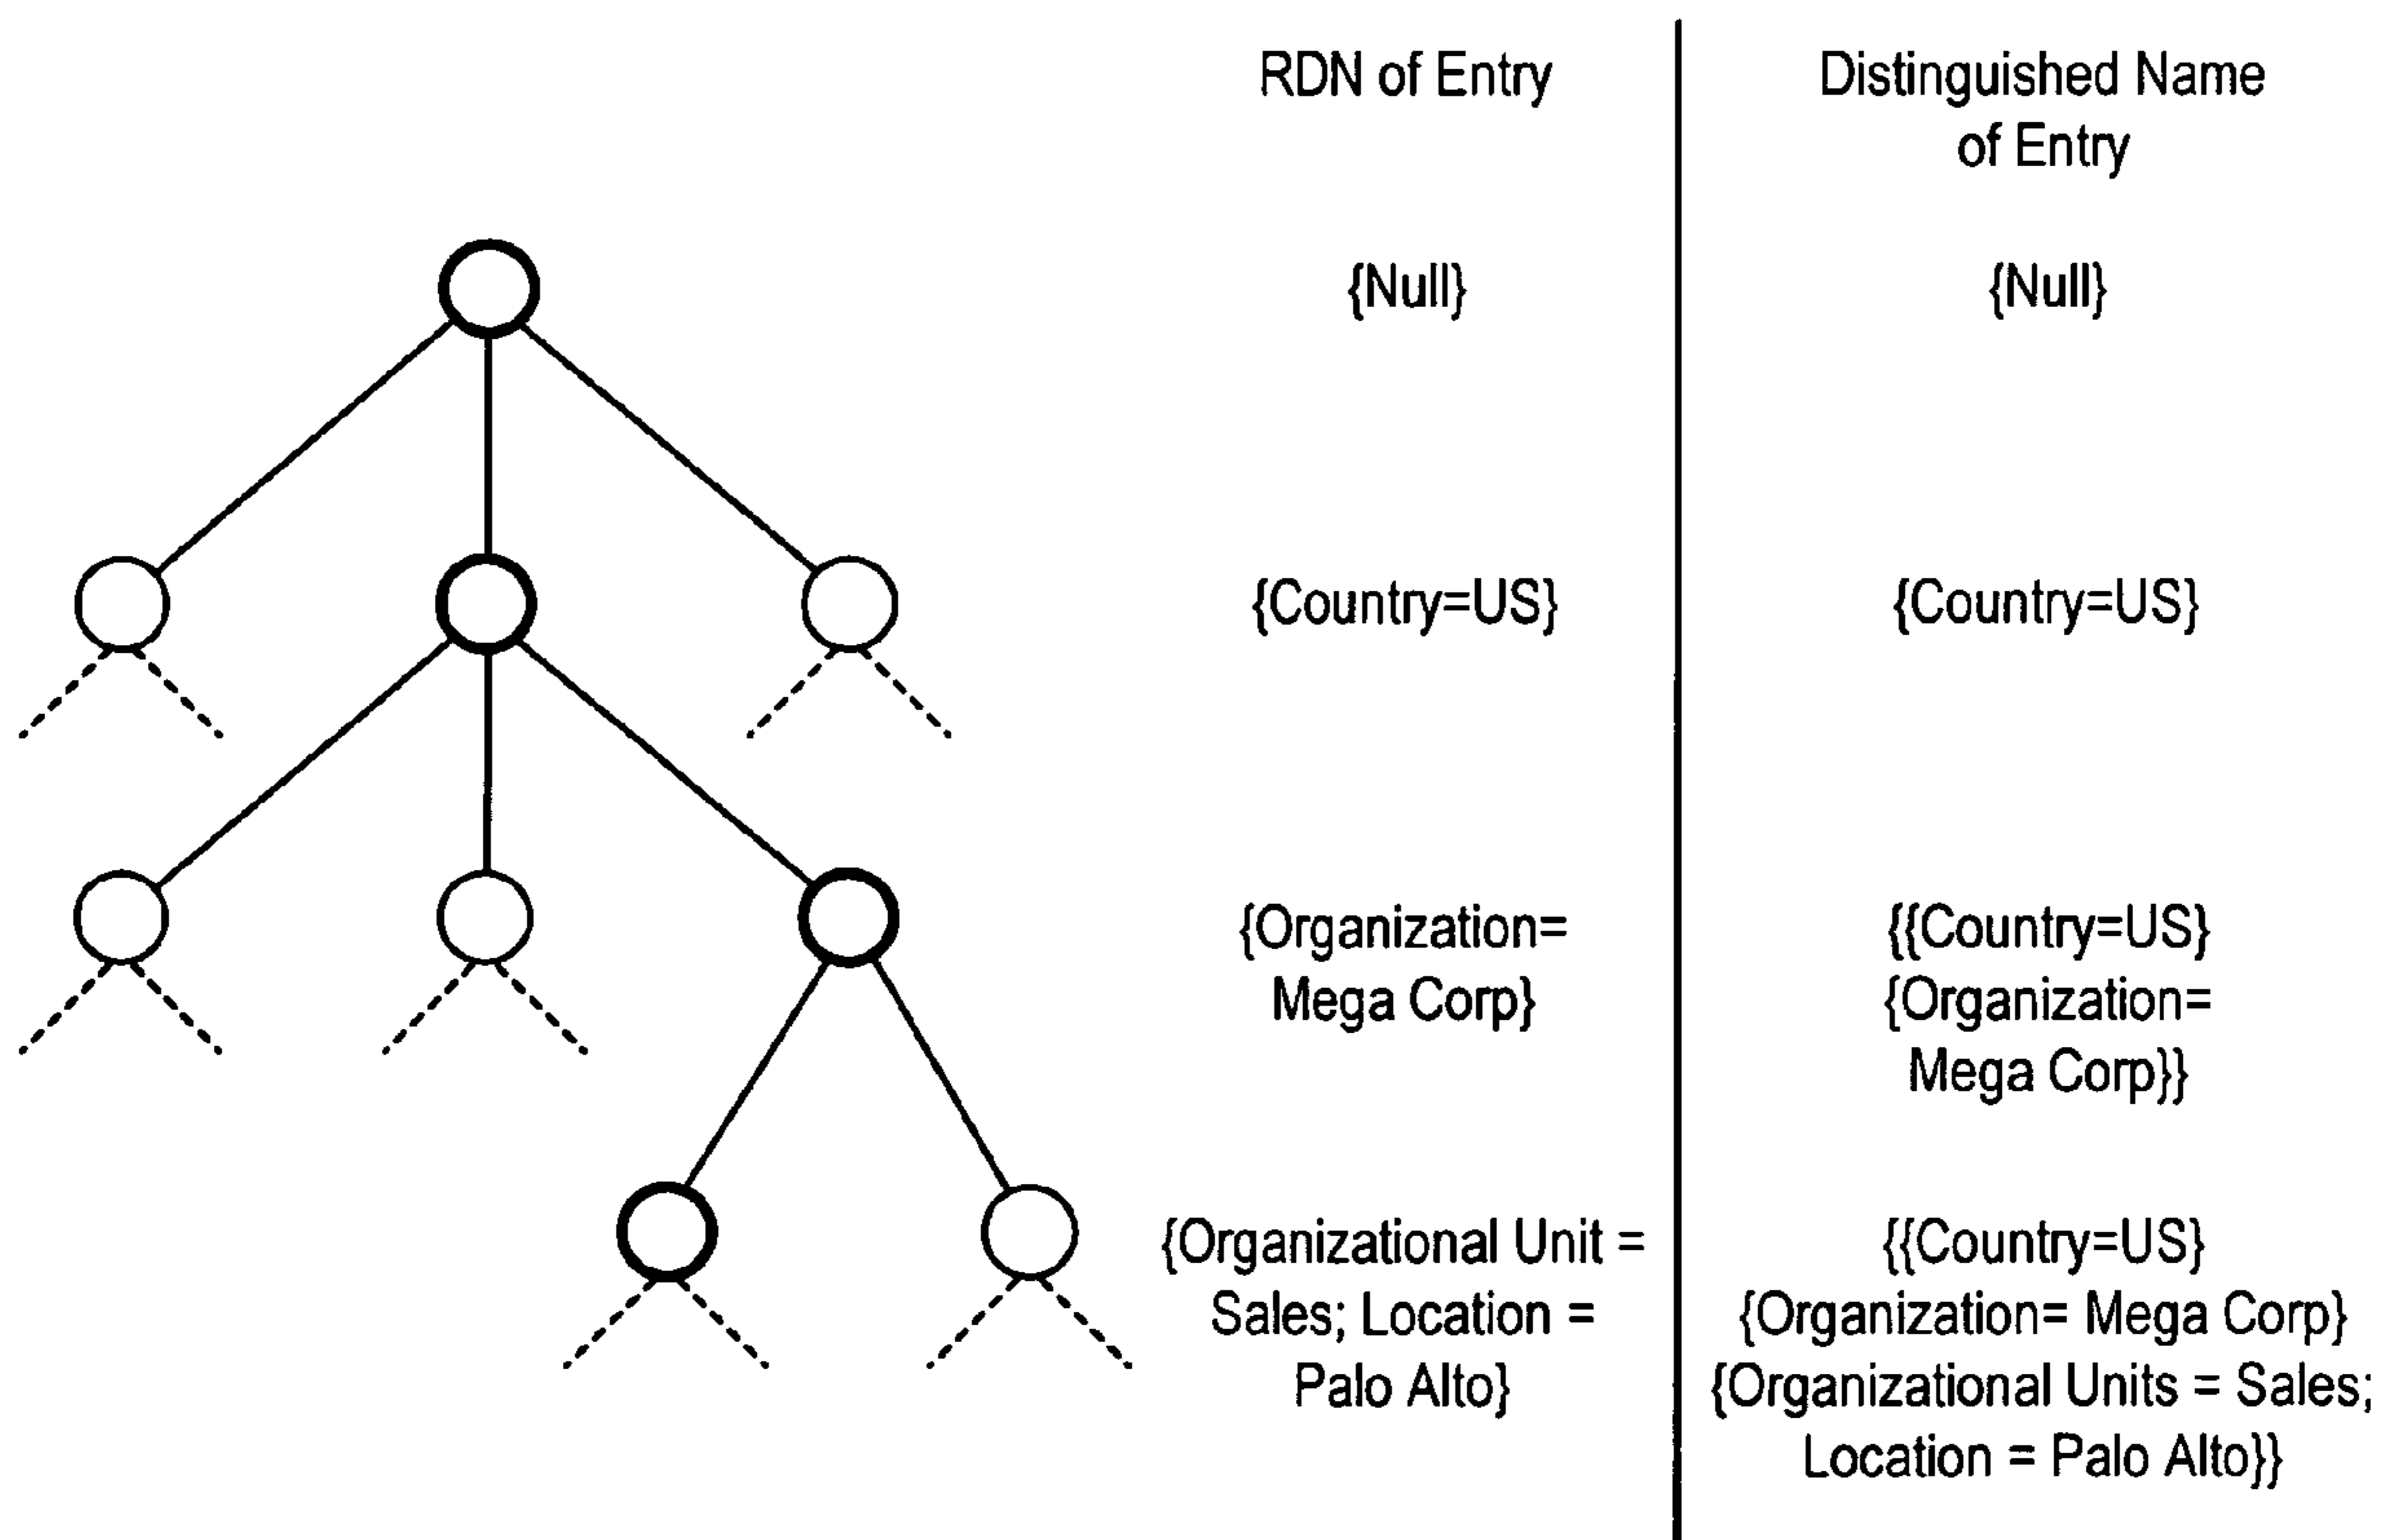 RDN of Entry
Distinguished Name
of Entry
{Null}
{Null}
{Country=US}
{Country=US}
{Organization=
Mega Corp}
{{Country=US}
{Organization=
Mega Corp}}
{Organizational Unit =
Sales; Location =
Palo Alto}
{{Country=US}
{Organization= Mega Corp}
{Organizational Units = Sales;
Location = Palo Alto}}